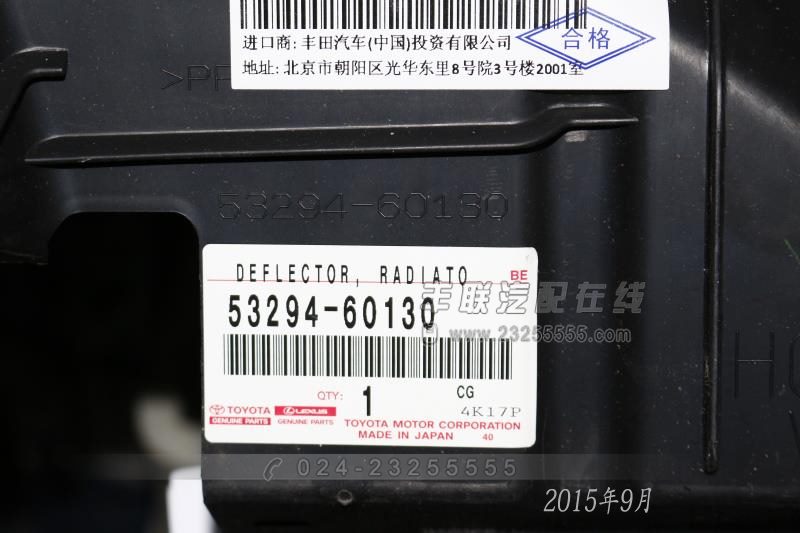 进口商: 丰田汽车(中国)投资有限公司
合格
地址: 北京市朝阳区光华东里8号院3号楼2001室
>PP
53294-60130
DEFLECTOR, RADIATO
BE
53294-60130
丰联汽配在线
www.23255555.com
QTY: 1
CG
4K17P
TOYOTA
GENUINE PARTS
LEXUS
GENUINE PARTS
TOYOTA MOTOR CORPORATION
MADE IN JAPAN 40
024-23255555
2015年9月